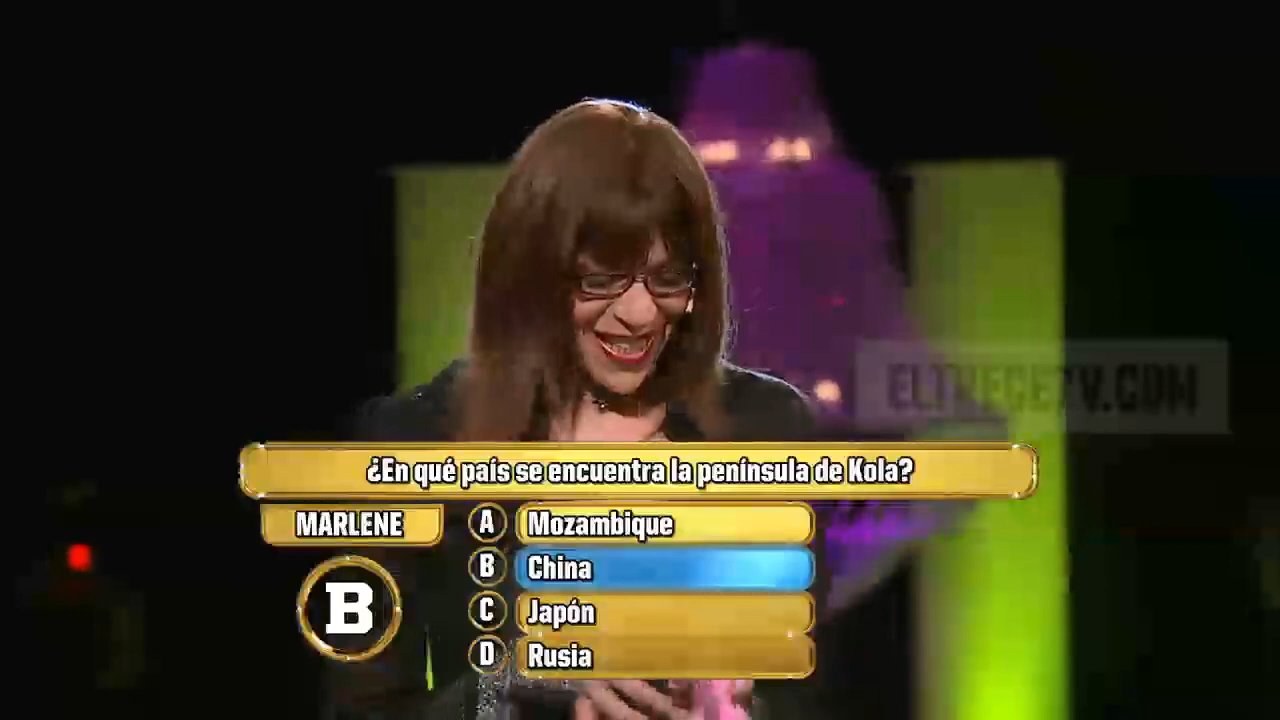 ELTRECETV.COM
¿En qué país se encuentra la península de Kola?
MARLENE
B
A Mozambique
B China
C Japón
D Rusia